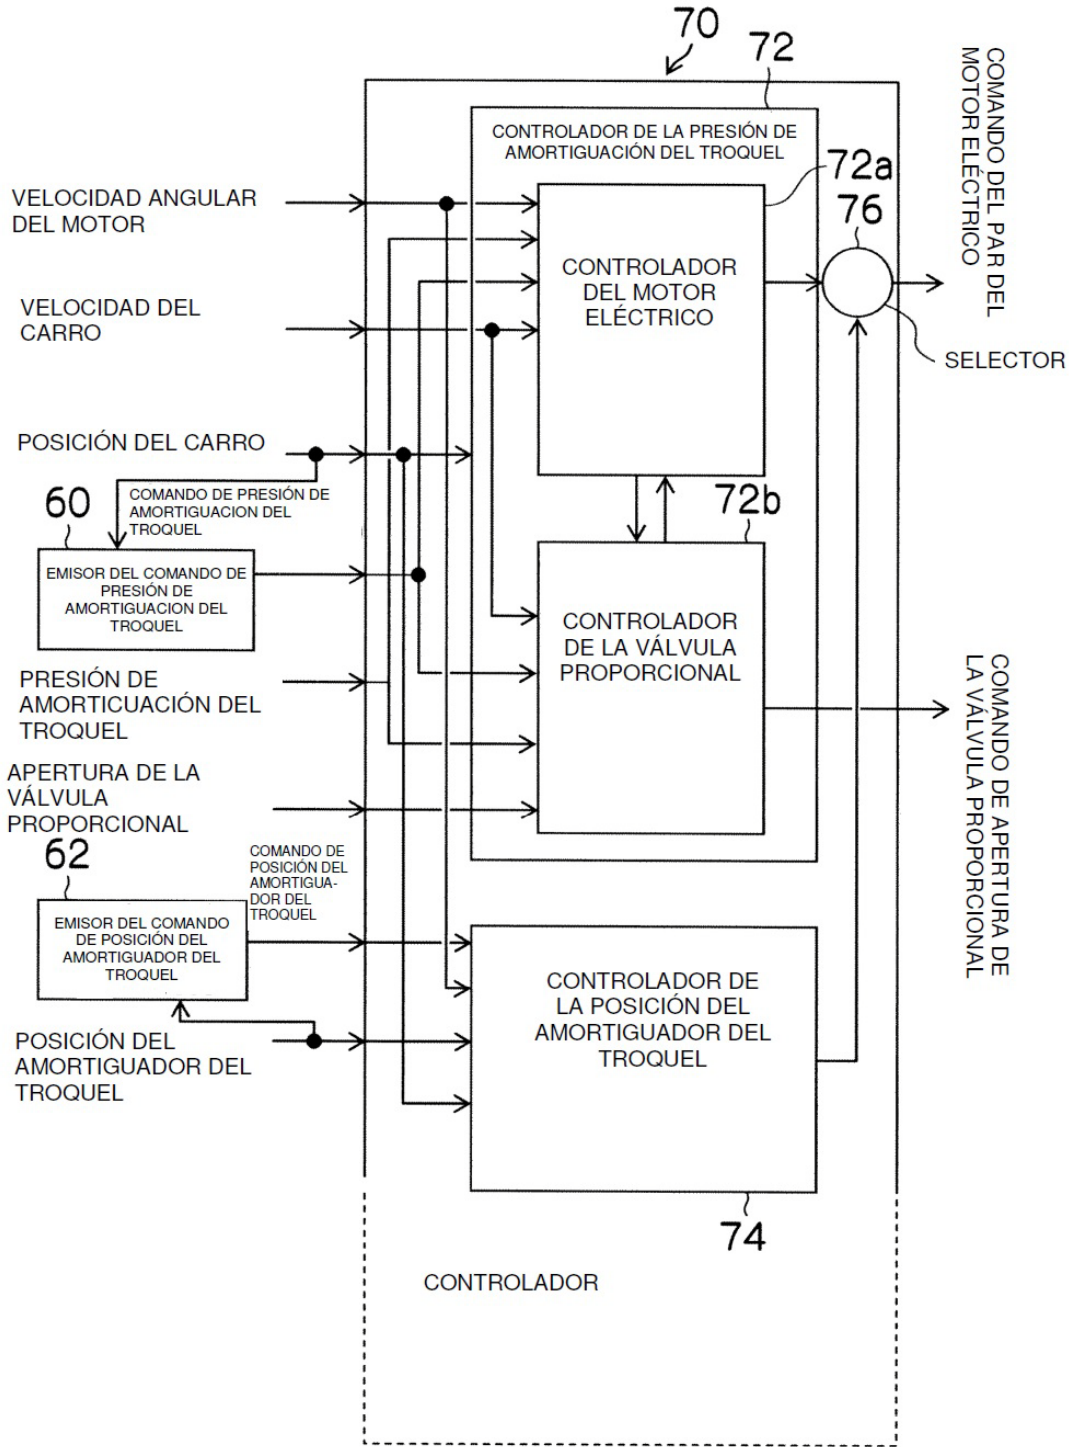 70
72
CONTROLADOR DE LA PRESIÓN DE
AMORTIGUACIÓN DEL TROQUEL
72a
76
COMANDO DEL PAR DEL
MOTOR ELÉCTRICO
VELOCIDAD ANGULAR
DEL MOTOR
CONTROLADOR
DEL MOTOR
ELÉCTRICO
VELOCIDAD DEL
CARRO
SELECTOR
POSICIÓN DEL CARRO
COMANDO DE PRESIÓN DE
AMORTIGUACION DEL
TROQUEL
60
72b
EMISOR DEL COMANDO DE
PRESIÓN DE
AMORTIGUACION DEL
TROQUEL
CONTROLADOR
DE LA VÁLVULA
PROPORCIONAL
PRESIÓN DE
AMORTICUACIÓN DEL
TROQUEL
COMANDO DE APERTURA DE
LA VÁLVULA PROPORCIONAL
APERTURA DE LA
VÁLVULA
PROPORCIONAL
62
COMANDO DE
POSICIÓN DEL
AMORTIGUA-
DOR DEL
TROQUEL
EMISOR DEL COMANDO
DE POSICIÓN DEL
AMORTIGUADOR DEL
TROQUEL
CONTROLADOR DE
LA POSICIÓN DEL
AMORTIGUADOR DEL
TROQUEL
POSICIÓN DEL
AMORTIGUADOR DEL
TROQUEL
74
CONTROLADOR